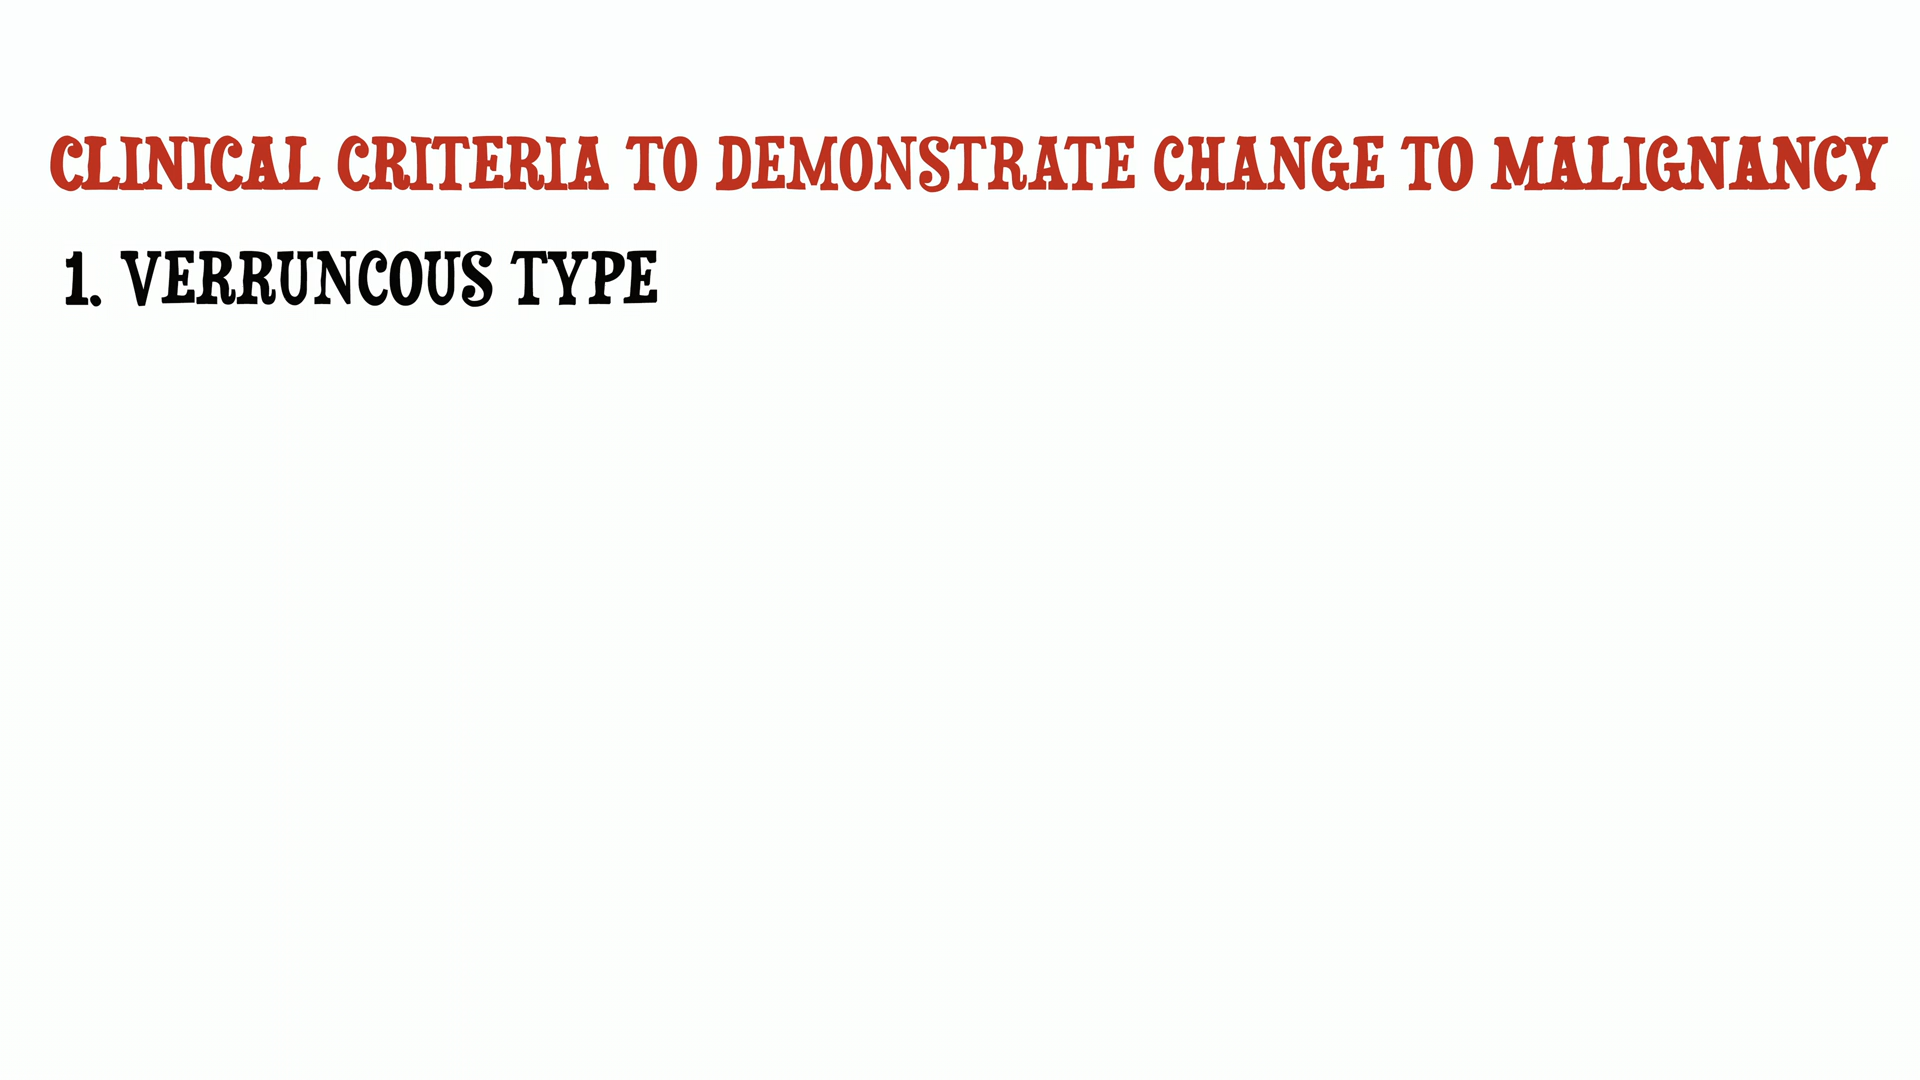 CLINICAL CRITERIA TO DEMONSTRATE CHANGE TO MALIGNANCY
1. VERRUNCOUS TYPE